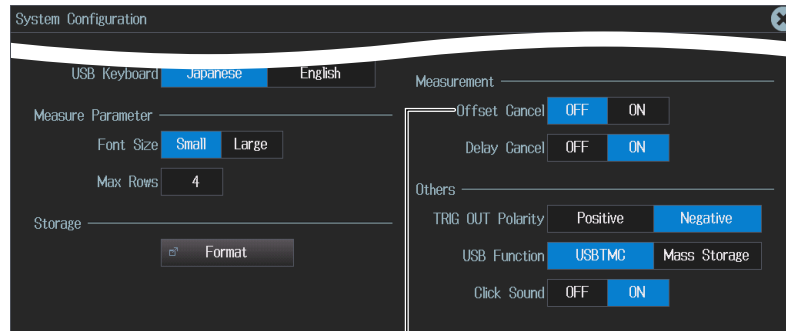 System Configuration
USB Keyboard Japanese English
Measure Parameter
Font Size Small Large
Max Rows 4
Storage
Format
Measurement
Offset Cancel OFF ON
Delay Cancel OFF ON
Others
TRIG OUT Polarity Positive Negative
USB Function USBTMC Mass Storage
Click Sound OFF ON